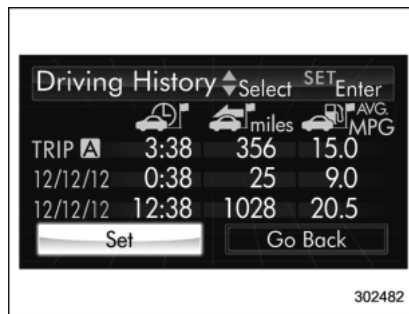 Driving History Select SET Enter
miles AVG. MPG
TRIP A 3:38 356 15.0
12/12/12 0:38 25 9.0
12/12/12 12:38 1028 20.5
Set Go Back
302482